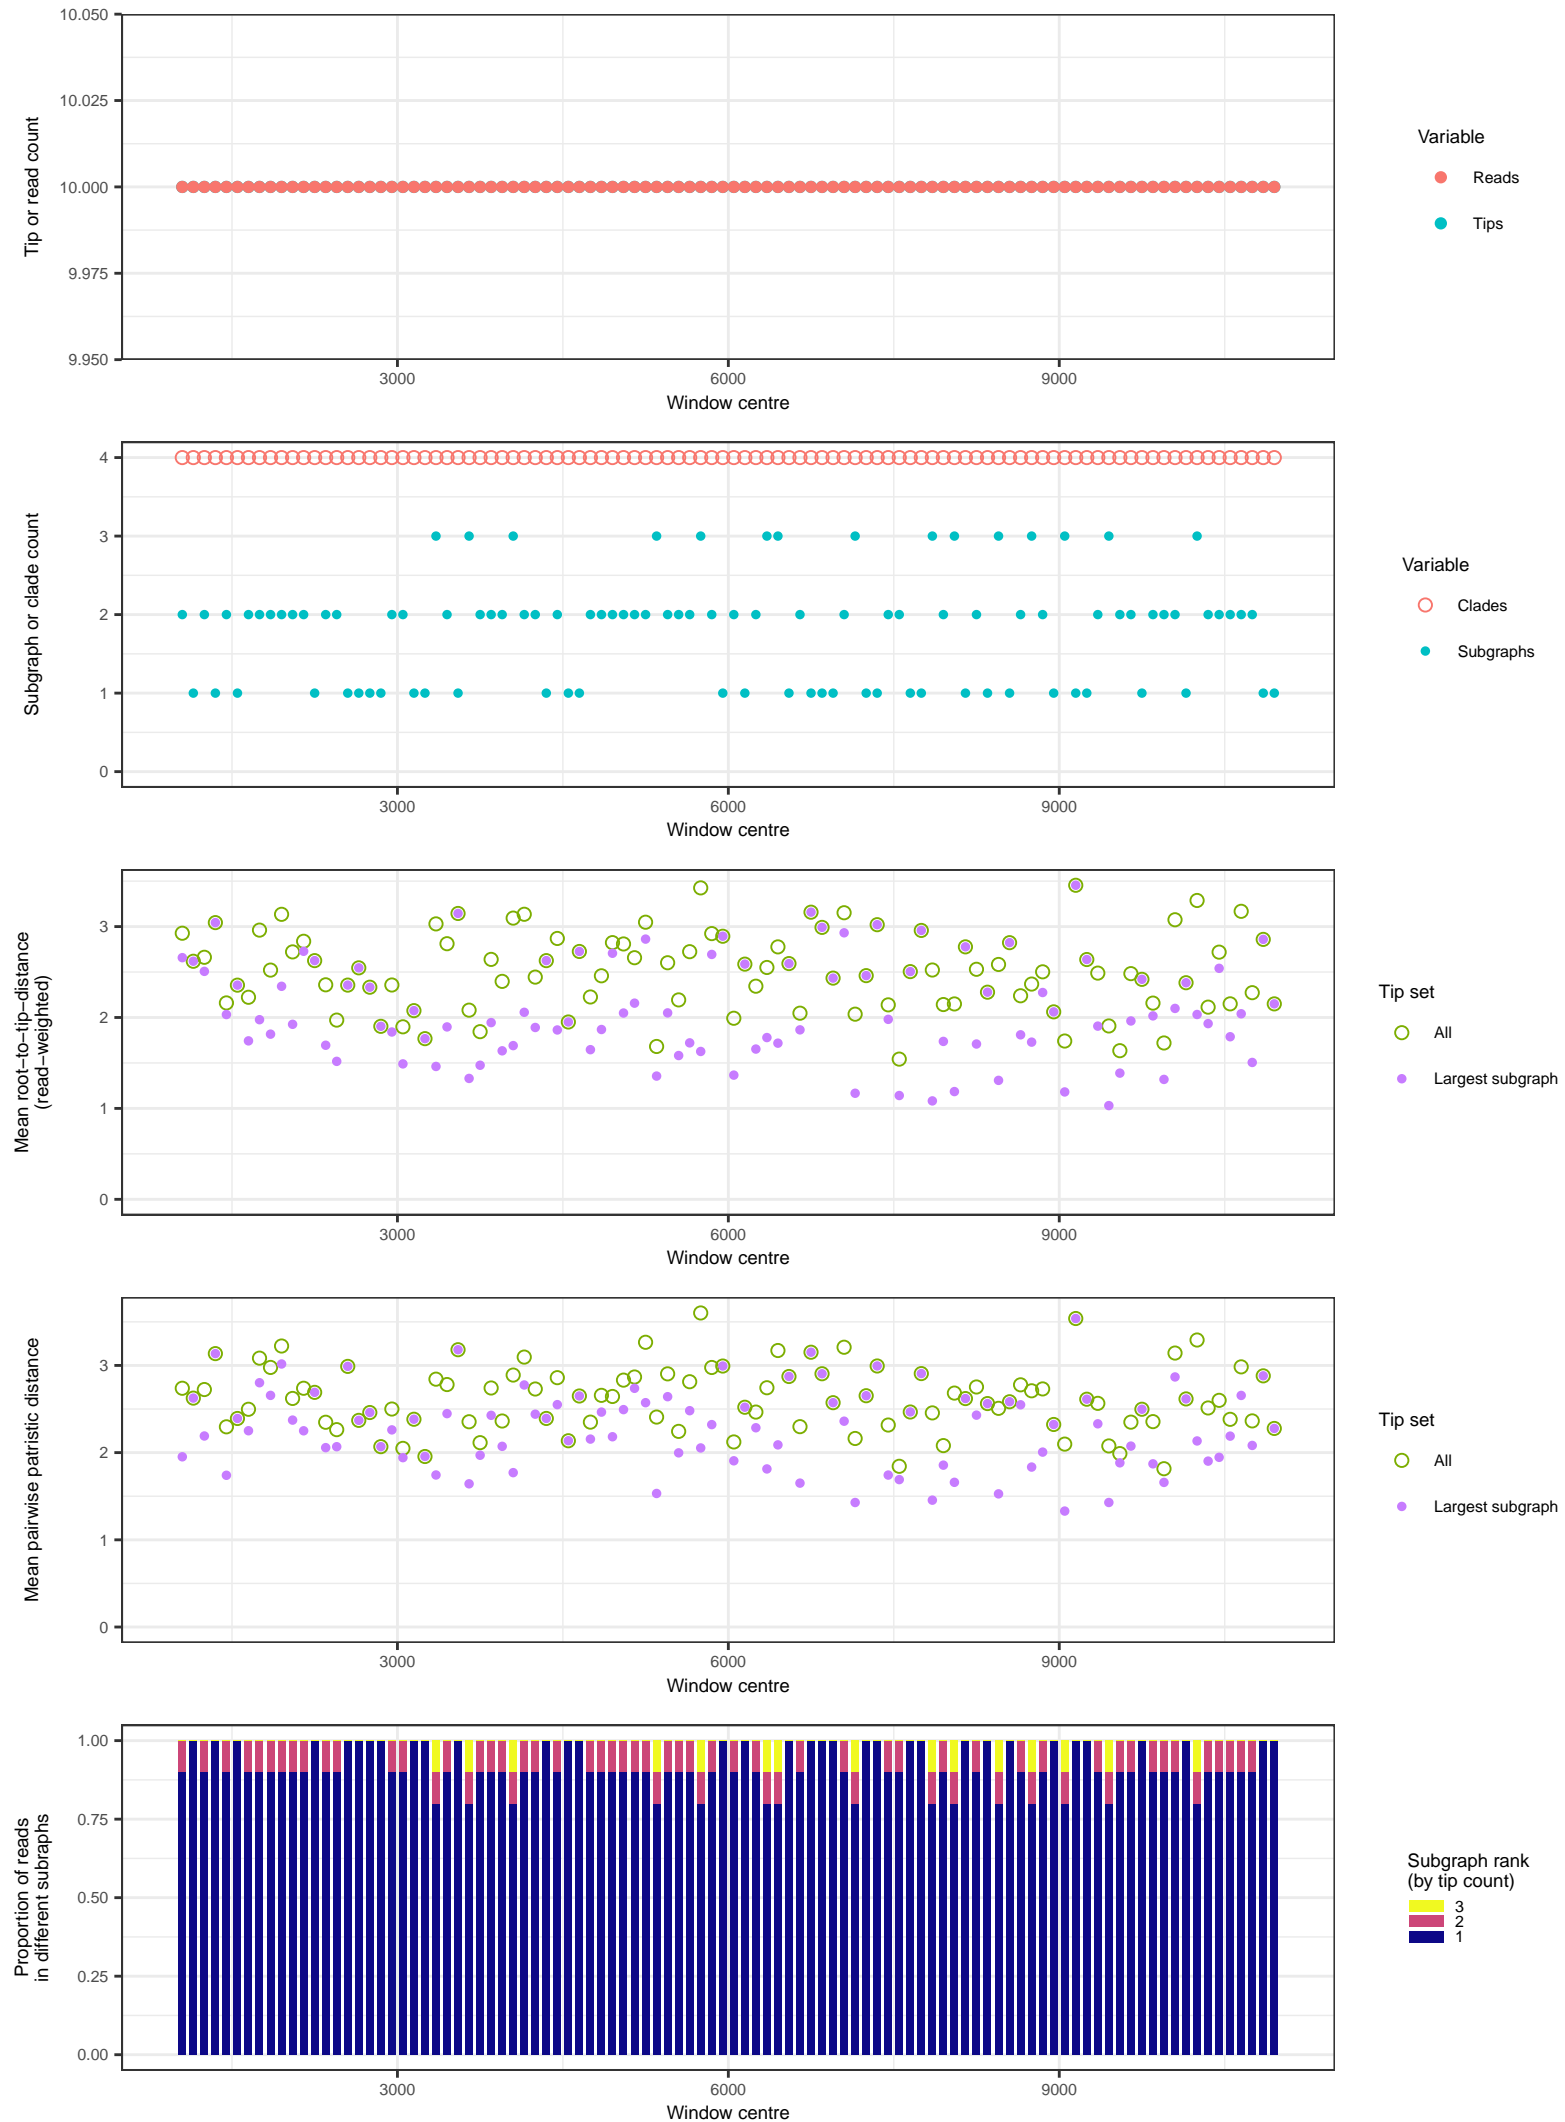 10.050
10.025
10.000
9.975
9.950
Tip or read count
3000 6000 9000
Window centre
Variable
Reads
Tips
4
3
2
1
0
Subgraph or clade count
3000 6000 9000
Window centre
Variable
Clades
Subgraphs
3
2
1
0
Mean root−to−tip−distance
(read−weighted)
3000 6000 9000
Window centre
Tip set
All
Largest subgraph
3
2
1
0
Mean pairwise patristic distance
3000 6000 9000
Window centre
Tip set
All
Largest subgraph
1.00
0.75
0.50
0.25
0.00
Proportion of reads
in different subraphs
3000 6000 9000
Window centre
Subgraph rank
(by tip count)
3
2
1